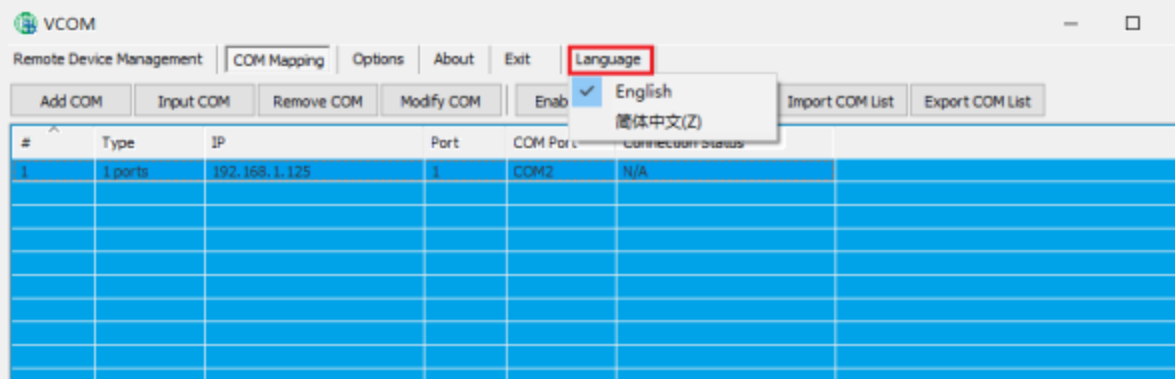 VCOM
Remote Device Management COM Mapping Options About Exit Language
Add COM Input COM Remove COM Modify COM Import COM List Export COM List
English
简体中文(Z)
# Type IP Port COM Port Connection Status
1 1 ports 192.168.1.125 1 COM2 N/A